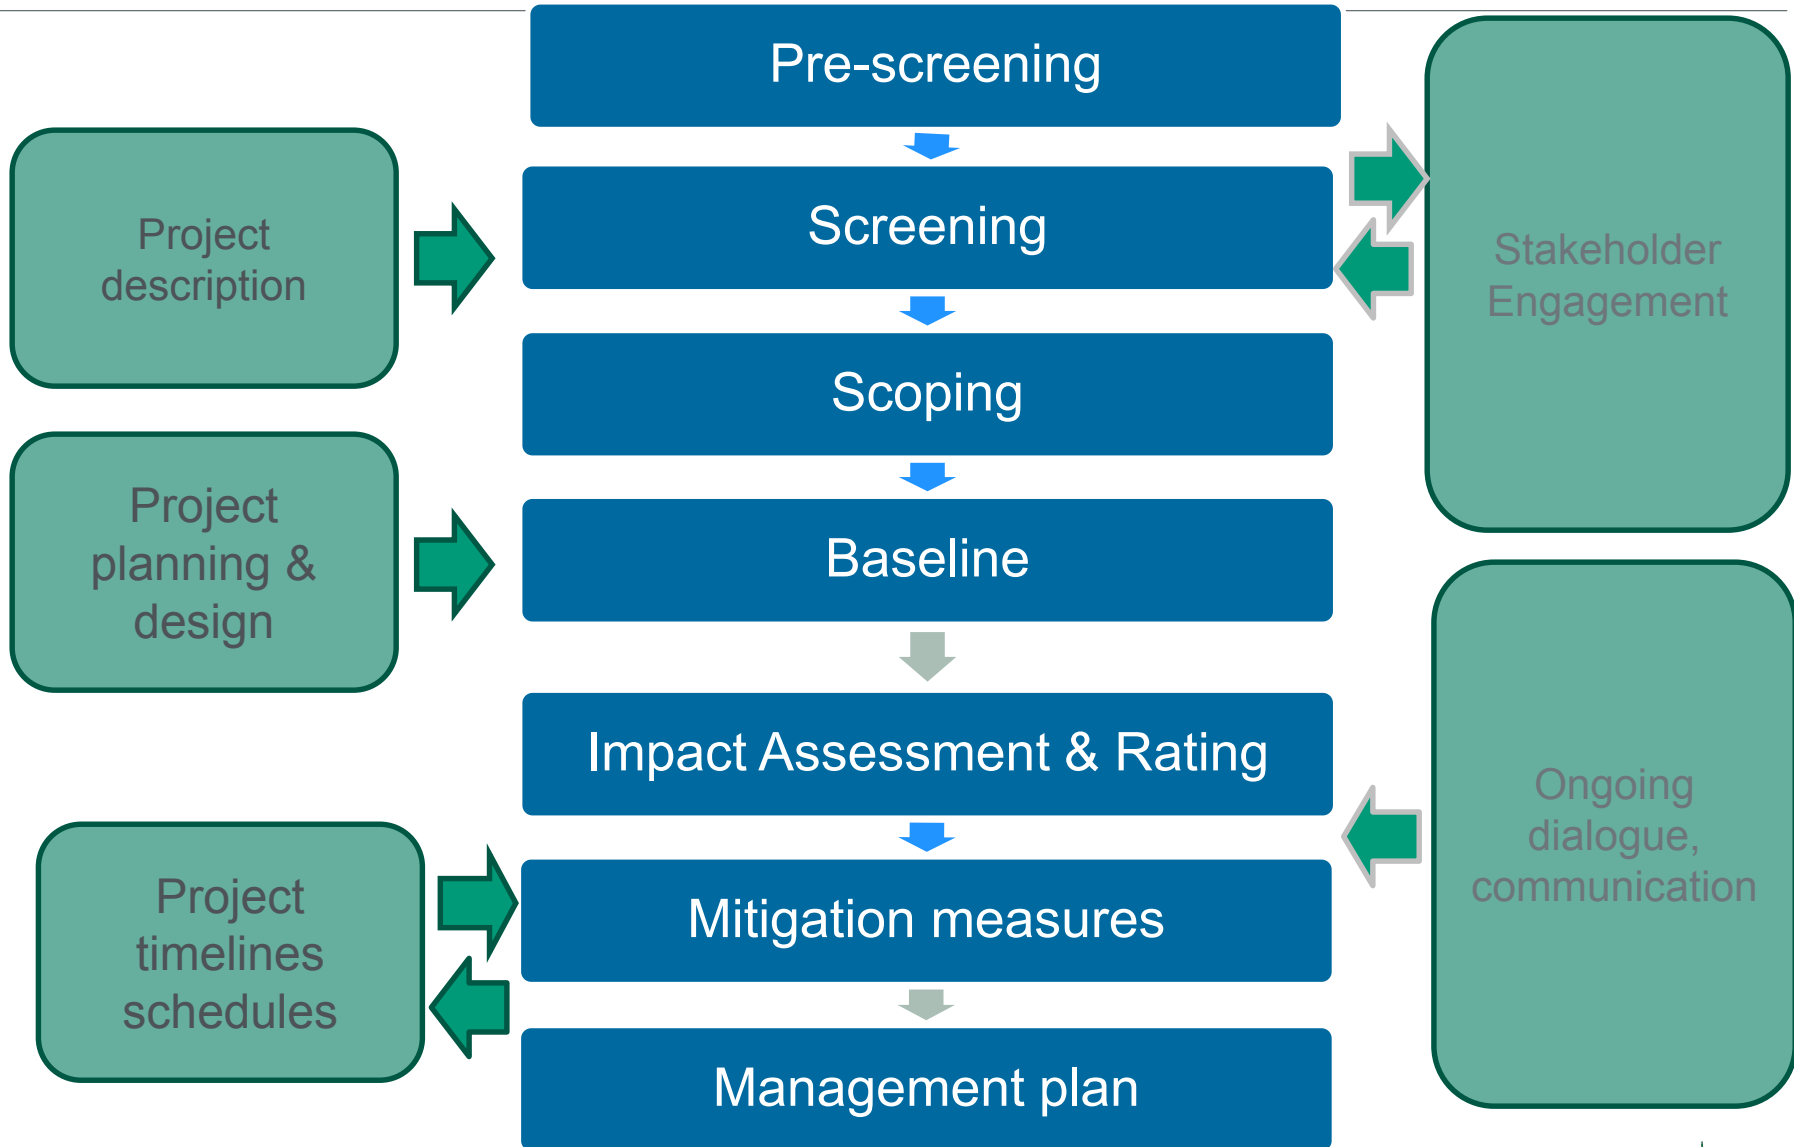 Pre-screening
Screening
Scoping
Baseline
Impact Assessment & Rating
Mitigation measures
Management plan
Project
description
Project
planning &
design
Project
timelines
schedules
Stakeholder
Engagement
Ongoing
dialogue,
communication